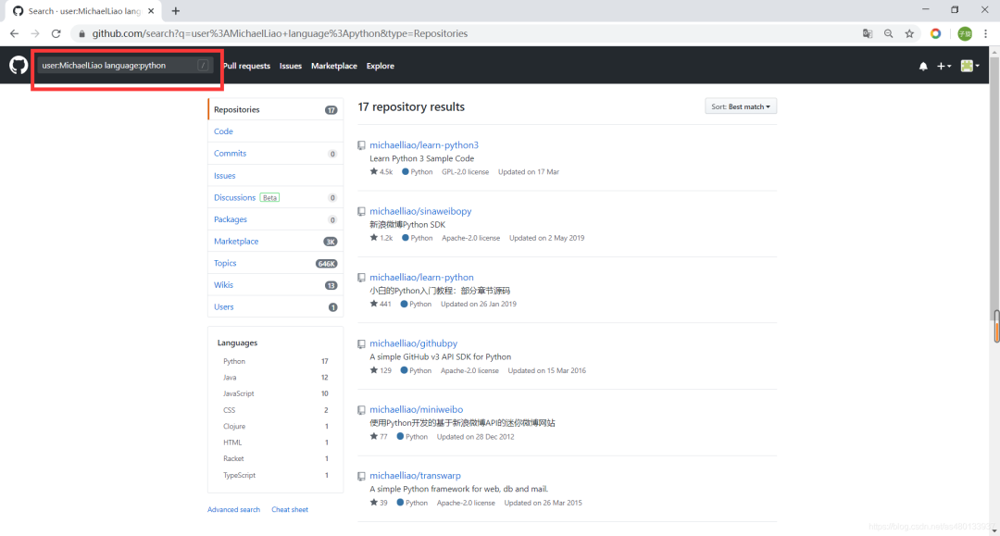 Search · user:MichaelLiao lang
github.com/search?q=user%3AMichaelLiao+language%3Apython&type=Repositories
子晓
user:MichaelLiao language:python /
Pull requests Issues Marketplace Explore
Repositories 17
Code
Commits 0
Issues
Discussions Beta 0
Packages 0
Marketplace 3K
Topics 646K
Wikis 13
Users 1
Languages
Python 17
Java 12
JavaScript 10
CSS 2
Clojure 1
HTML 1
Racket 1
TypeScript 1
Advanced search Cheat sheet
17 repository results
Sort: Best match
michaelliao/learn-python3
Learn Python 3 Sample Code
4.5k Python GPL-2.0 license Updated on 17 Mar
michaelliao/sinaweibopy
新浪微博Python SDK
1.2k Python Apache-2.0 license Updated on 2 May 2019
michaelliao/learn-python
小白的Python入门教程：部分章节源码
441 Python Updated on 26 Jan 2019
michaelliao/githubpy
A simple GitHub v3 API SDK for Python
129 Python Apache-2.0 license Updated on 15 Mar 2016
michaelliao/miniweibo
使用Python开发的基于新浪微博API的迷你微博网站
77 Python Updated on 28 Dec 2012
michaelliao/transwarp
A simple Python framework for web, db and mail.
39 Python Apache-2.0 license Updated on 26 Mar 2015